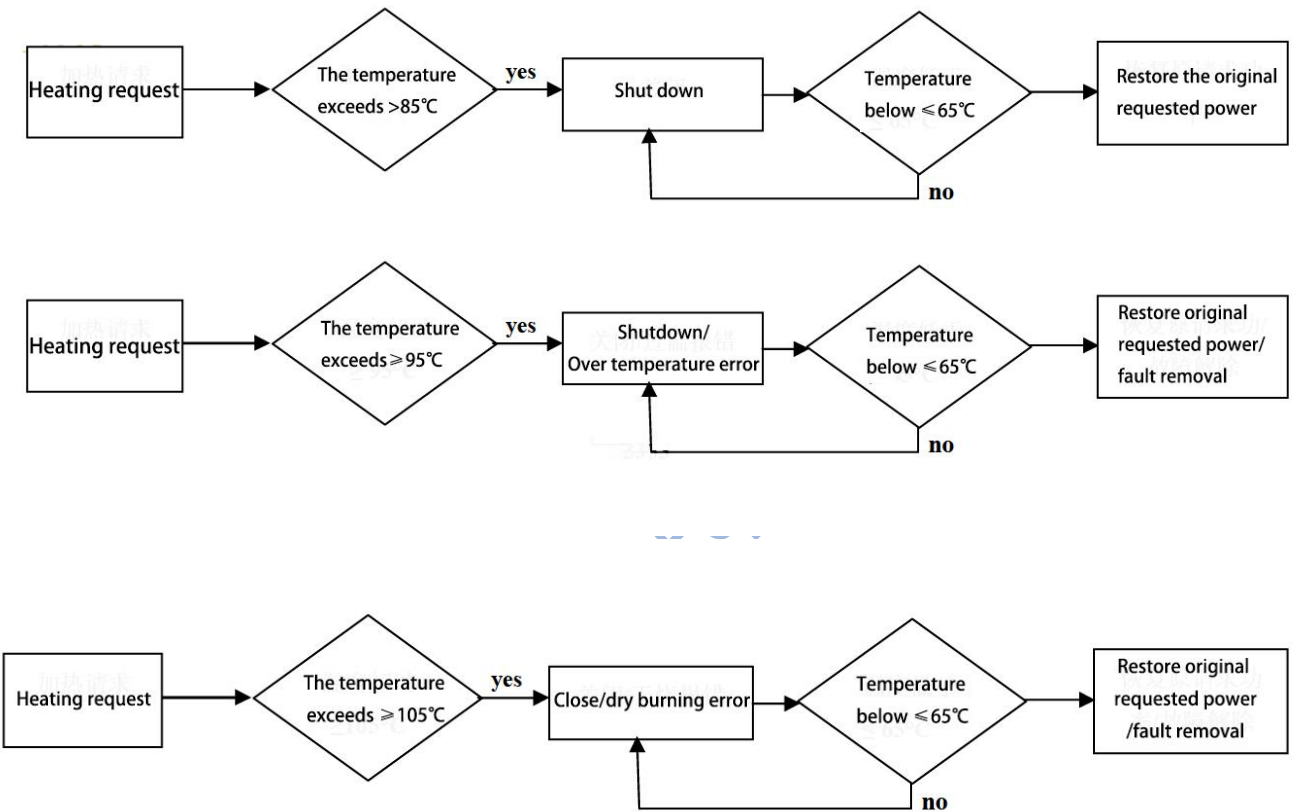 Heating request
The temperature
exceeds >85℃
yes
Shut down
Temperature
below ≤65℃
no
Restore the original
requested power
Heating request
The temperature
exceeds≥95℃
yes
Shutdown/
Over temperature error
Temperature
below ≤65℃
no
Restore original
requested power/
fault removal
Heating request
The temperature
exceeds ≥105℃
yes
Close/dry burning error
Temperature
below ≤65℃
no
Restore original
requested power
/fault removal